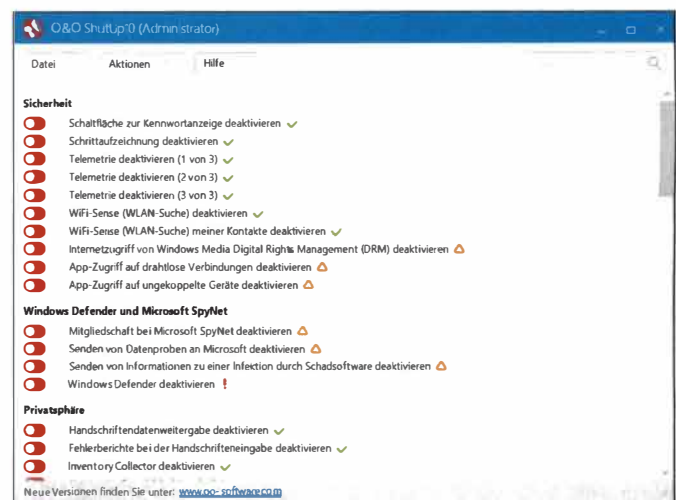 O&O ShutUp10 (Administrator)
Datei Aktionen Hilfe
Sicherheit
Schaltfläche zur Kennwortanzeige deaktivieren
Schrittaufzeichnung deaktivieren
Telemetrie deaktivieren (1 von 3)
Telemetrie deaktivieren (2 von 3)
Telemetrie deaktivieren (3 von 3)
WiFi-Sense (WLAN-Suche) deaktivieren
WiFi-Sense (WLAN-Suche) meiner Kontakte deaktivieren
Internetzugriff von Windows Media Digital Rights Management (DRM) deaktivieren
App-Zugriff auf drahtlose Verbindungen deaktivieren
App-Zugriff auf ungekoppelte Geräte deaktivieren
Windows Defender und Microsoft SpyNet
Mitgliedschaft bei Microsoft SpyNet deaktivieren
Senden von Datenproben an Microsoft deaktivieren
Senden von Informationen zu einer Infektion durch Schadsoftware deaktivieren
Windows Defender deaktivieren !
Privatsphäre
Handschriftendatenweitergabe deaktivieren
Fehlerberichte bei der Handschrifteneingabe deaktivieren
Inventory Collector deaktivieren
Neue Versionen finden Sie unter: www.oo-software.com